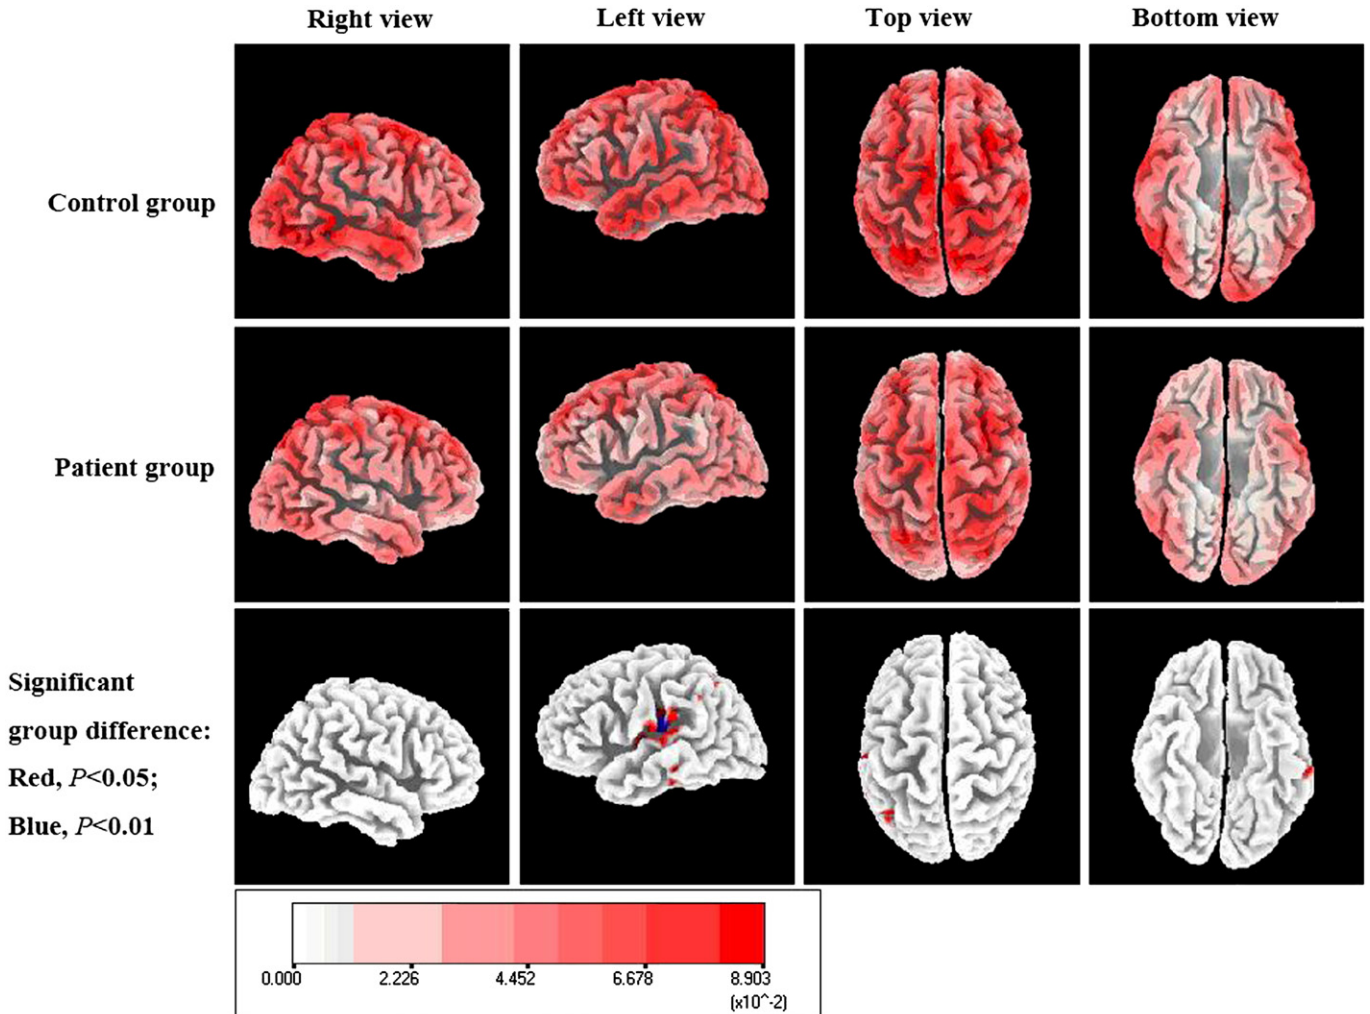 Right view
Left view
Top view
Bottom view
Control group
Patient group
Significant
group difference:
Red, P<0.05;
Blue, P<0.01
0.000 2.226 4.452 6.678 8.903
(x10^-2)